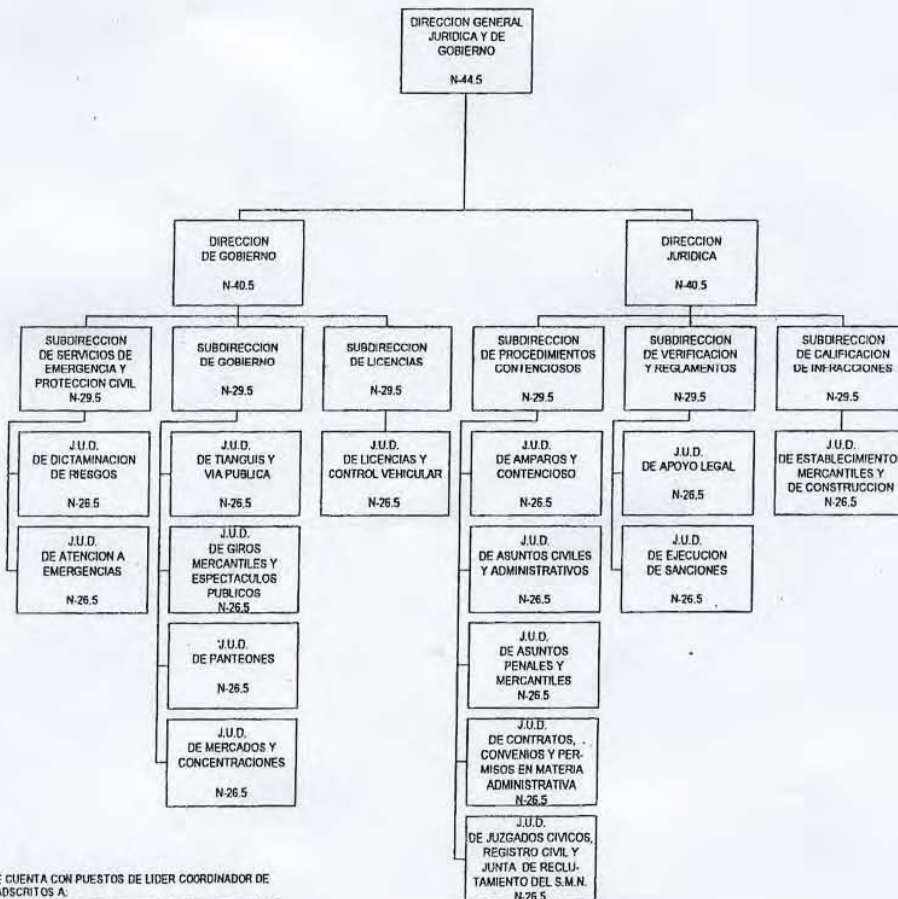 DIRECCION GENERAL
JURIDICA Y DE
GOBIERNO
N-44.5
DIRECCION
DE GOBIERNO
N-40.5
DIRECCION
JURIDICA
N-40.5
SUBDIRECCION
DE SERVICIOS DE
EMERGENCIA Y
PROTECCION CIVIL
N-29.5
SUBDIRECCION
DE GOBIERNO
N-29.5
SUBDIRECCION
DE LICENCIAS
N-29.5
SUBDIRECCION
DE PROCEDIMIENTOS
CONTENCIOSOS
N-29.5
SUBDIRECCION
DE VERIFICACION
Y REGLAMENTOS
N-29.5
SUBDIRECCION
DE CALIFICACION
DE INFRACCIONES
N-29.5
J.U.D.
DE DICTAMINACION
DE RIESGOS
N-26.5
J.U.D.
DE TIANGUIS Y
VIA PUBLICA
N-26.5
J.U.D.
DE LICENCIAS Y
CONTROL VEHICULAR
N-26.5
J.U.D.
DE AMPAROS Y
CONTENCIOSO
N-26.5
J.U.D.
DE APOYO LEGAL
N-26.5
J.U.D.
DE ESTABLECIMIENTO
MERCANTILES Y
DE CONSTRUCCION
N-26.5
J.U.D.
DE ATENCION A
EMERGENCIAS
N-26.5
J.U.D.
DE GIROS
MERCANTILES Y
ESPECTACULOS
PUBLICOS
N-26.5
J.U.D.
DE ASUNTOS CIVILES
Y ADMINISTRATIVOS
N-26.5
J.U.D.
DE EJECUCION
DE SANCIONES
N-26.5
J.U.D.
DE PANTEONES
N-26.5
J.U.D.
DE ASUNTOS
PENALES Y
MERCANTILES
N-26.5
J.U.D.
DE MERCADOS Y
CONCENTRACIONES
N-26.5
J.U.D.
DE CONTRATOS,
CONVENIOS Y PER-
MISOS EN MATERIA
ADMINISTRATIVA
N-26.5
J.U.D.
DE JUZGADOS CIVICOS,
REGISTRO CIVIL Y
JUNTA DE RECLU-
TAMIENTO DEL S.M.N.
N-26.5
CUENTA CON PUESTOS DE LIDER COORDINADOR DE
ADSCRITOS A: